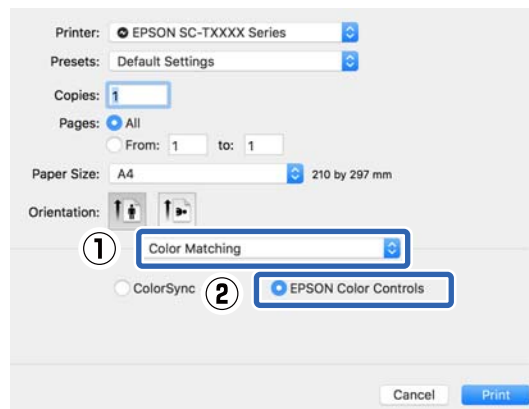 Printer: EPSON SC-TXXXX Series
Presets: Default Settings
Copies: 1
Pages: All
From: 1 to: 1
Paper Size: A4 210 by 297 mm
Orientation:
① Color Matching
ColorSync ② EPSON Color Controls
Cancel Print